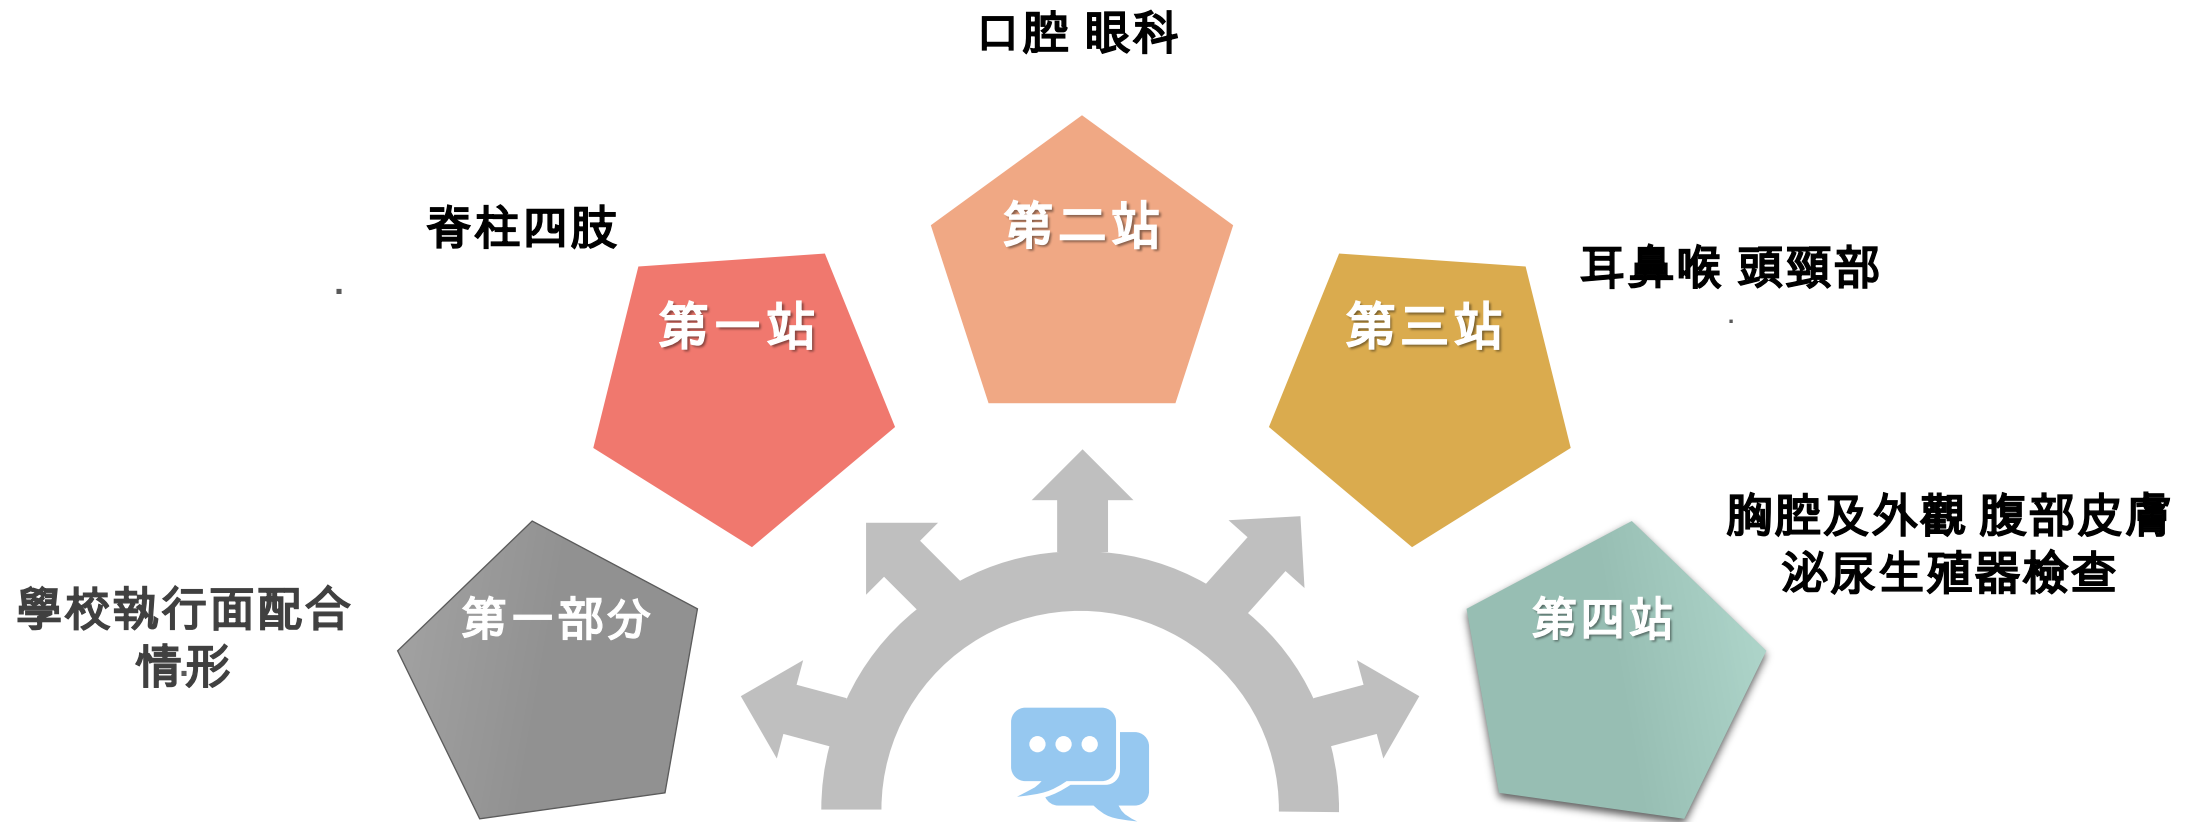 口腔 眼科
第二站
脊柱四肢
第一站
耳鼻喉 頭頸部
第三站
胸腔及外觀 腹部皮膚
泌尿生殖器檢查
第四站
學校執行面配合
情形
第一部分